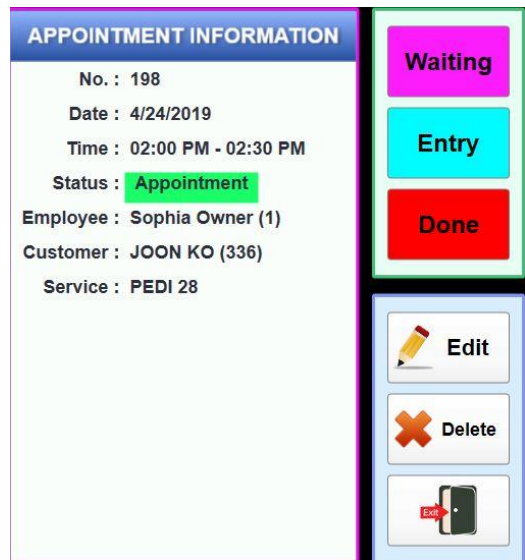 APPOINTMENT INFORMATION
No. : 198
Date : 4/24/2019
Time : 02:00 PM - 02:30 PM
Status : Appointment
Employee : Sophia Owner (1)
Customer : JOON KO (336)
Service : PEDI 28
Waiting
Entry
Done
Edit
Delete
Exit